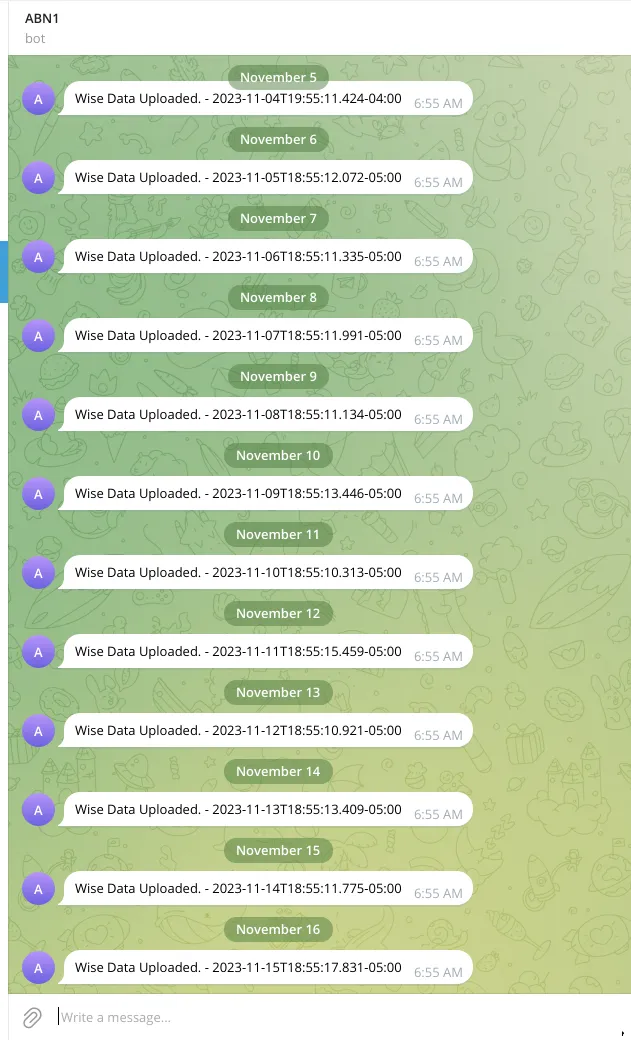 ABN1
bot
November 5
A
Wise Data Uploaded. - 2023-11-04T19:55:11.424-04:00 6:55 AM
November 6
A
Wise Data Uploaded. - 2023-11-05T18:55:12.072-05:00 6:55 AM
November 7
A
Wise Data Uploaded. - 2023-11-06T18:55:11.335-05:00 6:55 AM
November 8
A
Wise Data Uploaded. - 2023-11-07T18:55:11.991-05:00 6:55 AM
November 9
A
Wise Data Uploaded. - 2023-11-08T18:55:11.134-05:00 6:55 AM
November 10
A
Wise Data Uploaded. - 2023-11-09T18:55:13.446-05:00 6:55 AM
November 11
A
Wise Data Uploaded. - 2023-11-10T18:55:10.313-05:00 6:55 AM
November 12
A
Wise Data Uploaded. - 2023-11-11T18:55:15.459-05:00 6:55 AM
November 13
A
Wise Data Uploaded. - 2023-11-12T18:55:10.921-05:00 6:55 AM
November 14
A
Wise Data Uploaded. - 2023-11-13T18:55:13.409-05:00 6:55 AM
November 15
A
Wise Data Uploaded. - 2023-11-14T18:55:11.775-05:00 6:55 AM
November 16
A
Wise Data Uploaded. - 2023-11-15T18:55:17.831-05:00 6:55 AM
Write a message...